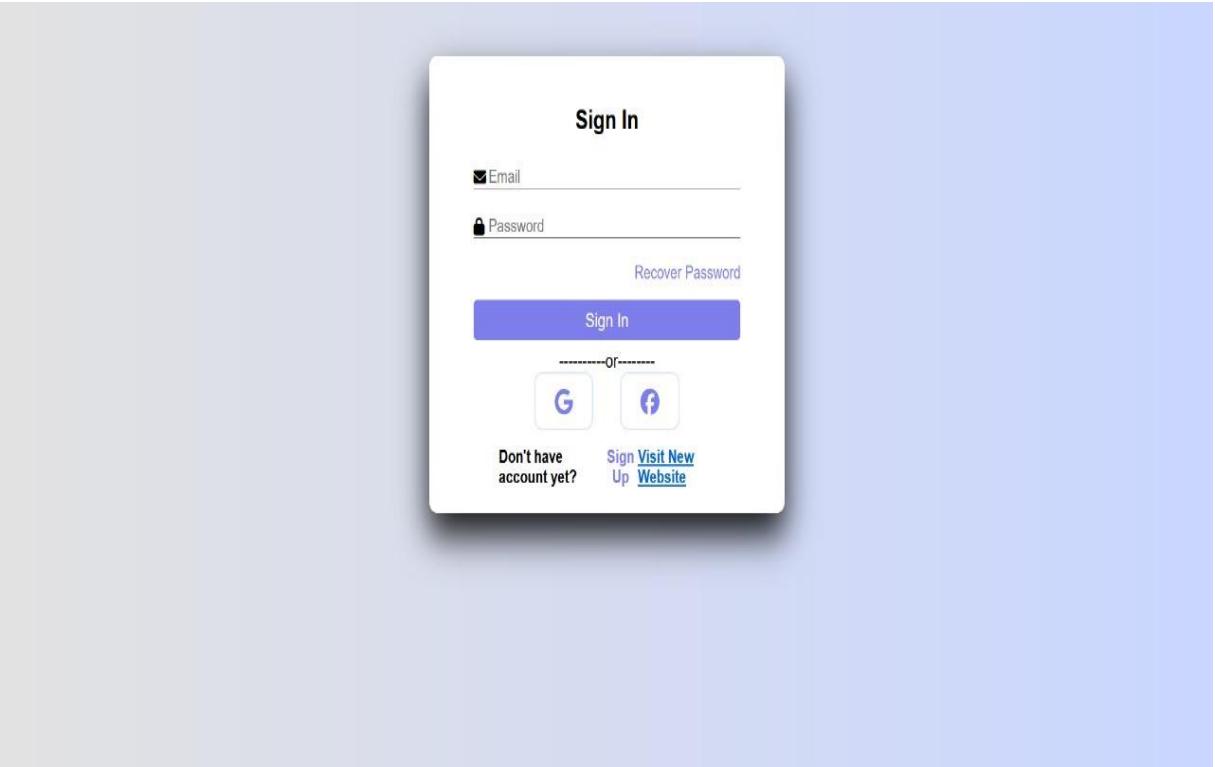 Sign In
Email
Password
Recover Password
Sign In
----------or--------
Don't have
account yet?
Sign
Up
Visit New
Website